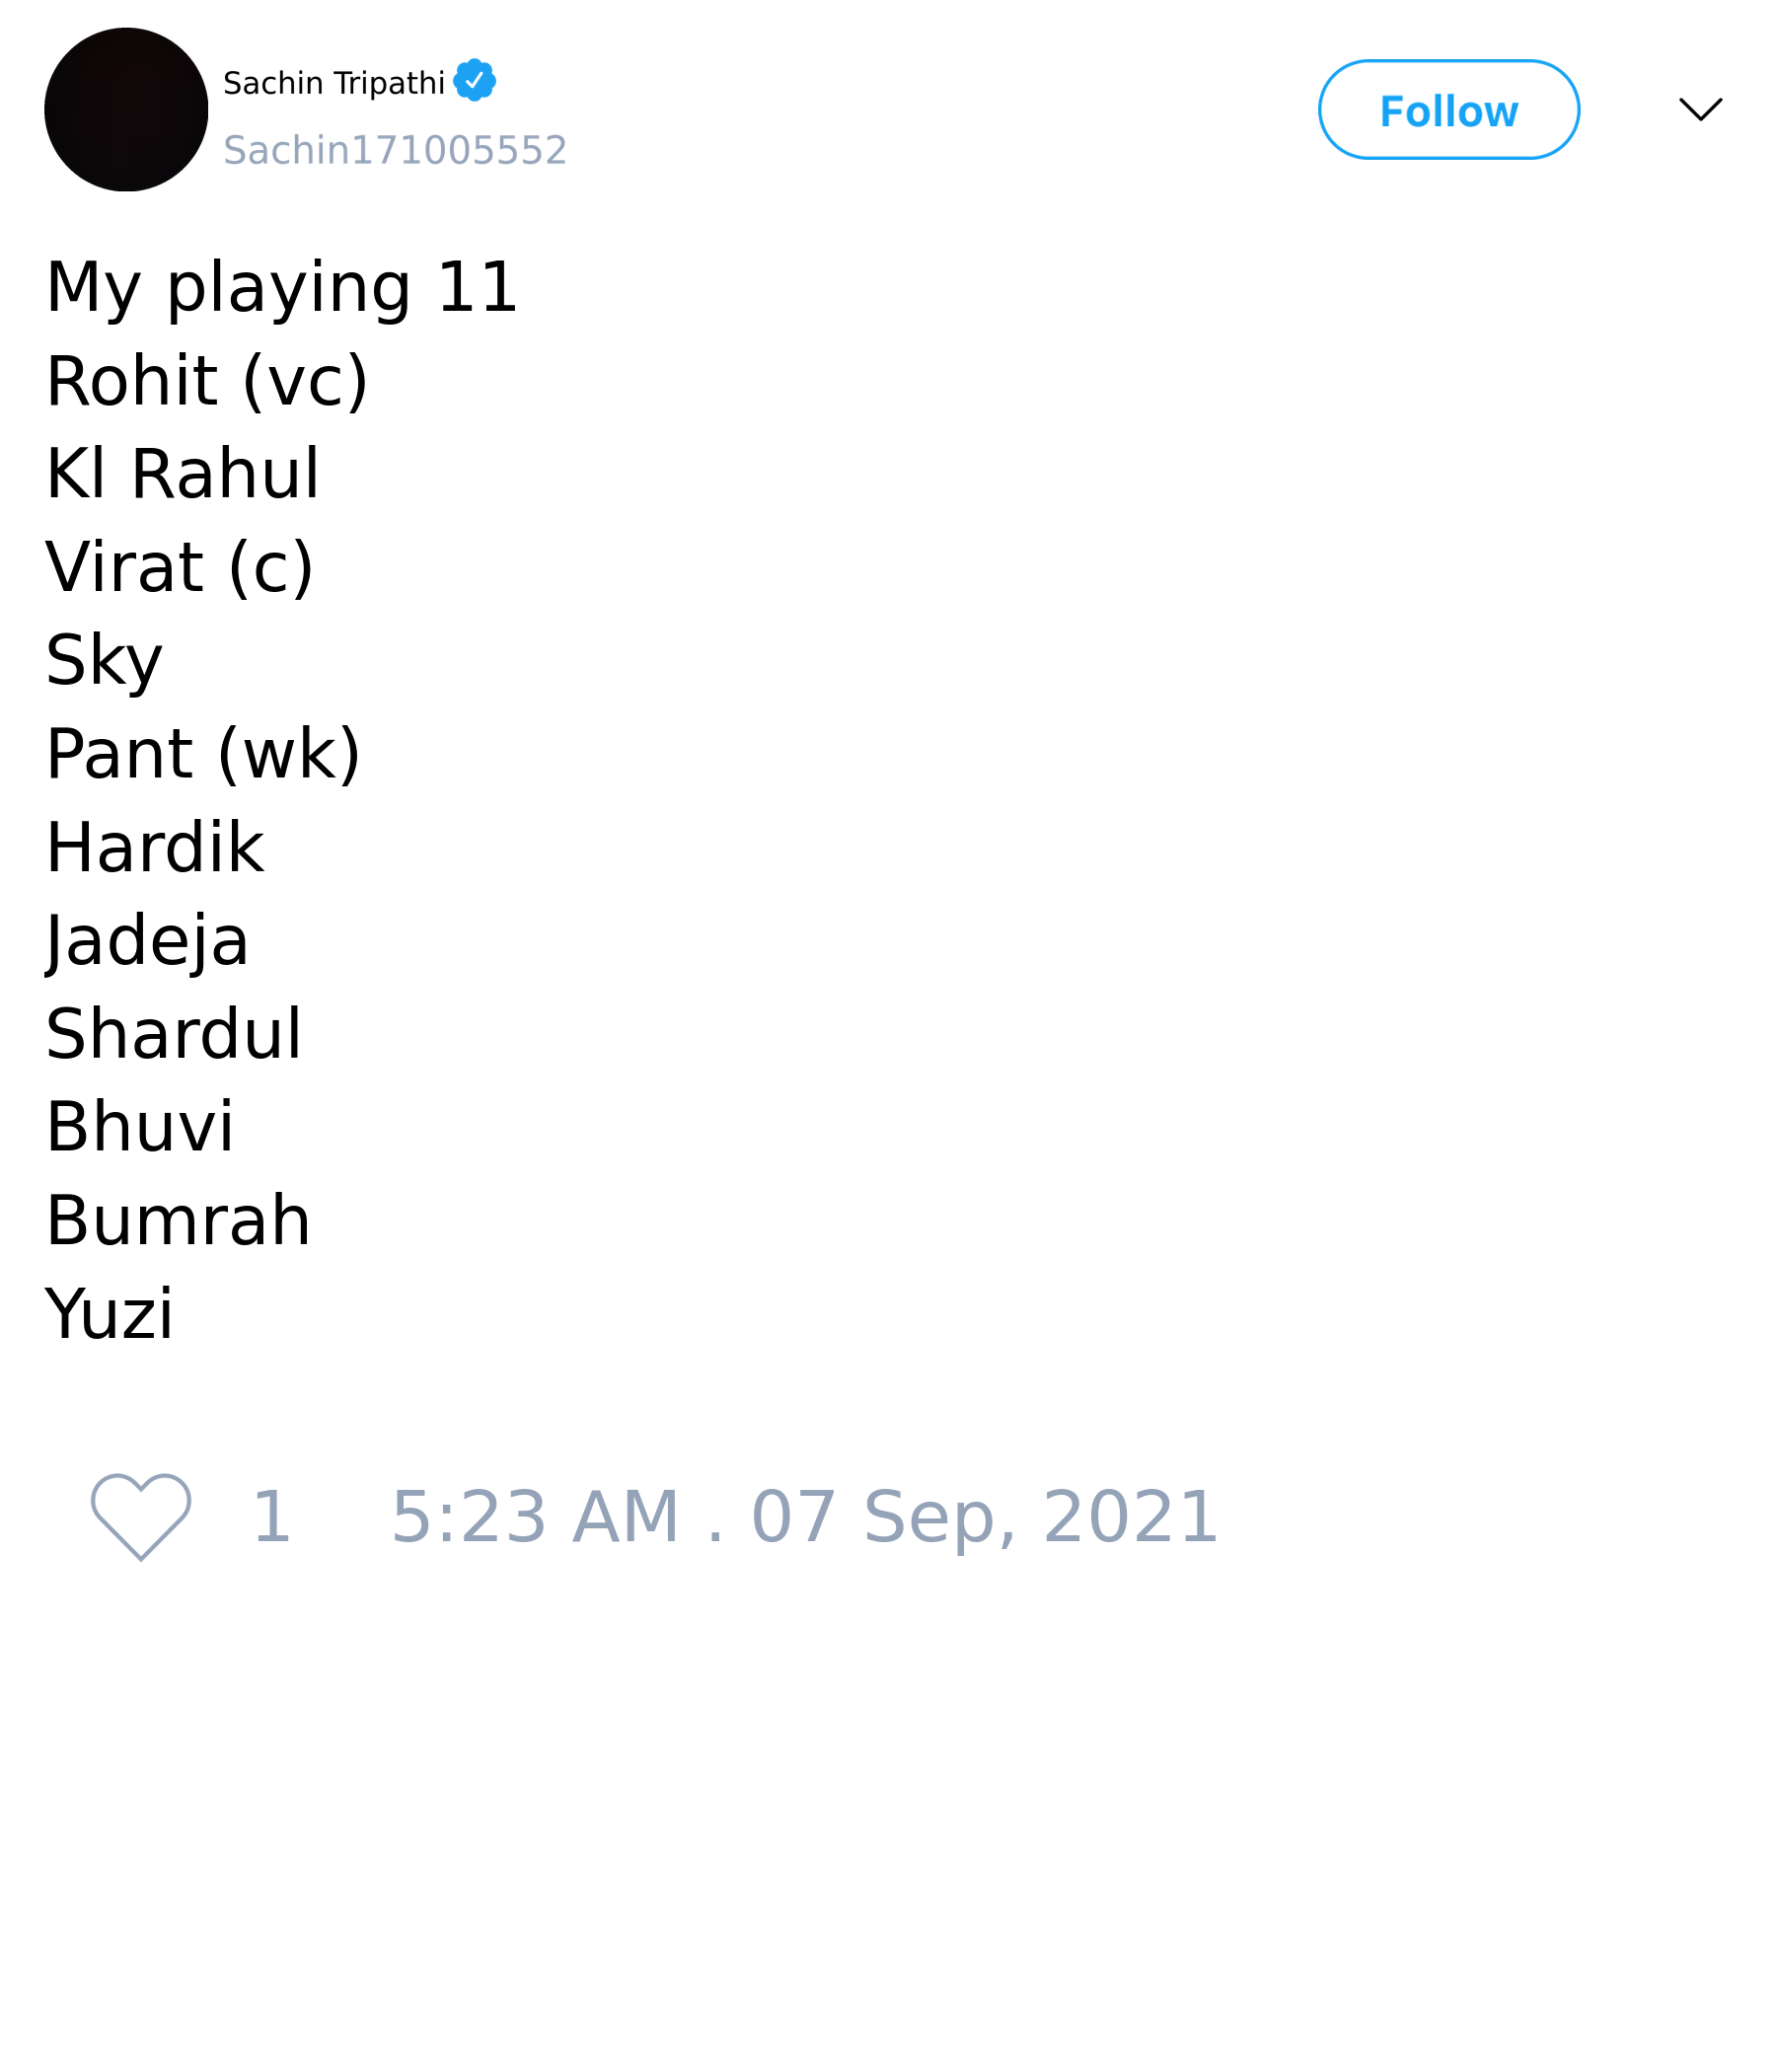 Sachin Tripathi
Sachin171005552
Follow
My playing 11
Rohit (vc)
Kl Rahul
Virat (c)
Sky
Pant (wk)
Hardik
Jadeja
Shardul
Bhuvi
Bumrah
Yuzi
1 5:23 AM . 07 Sep, 2021